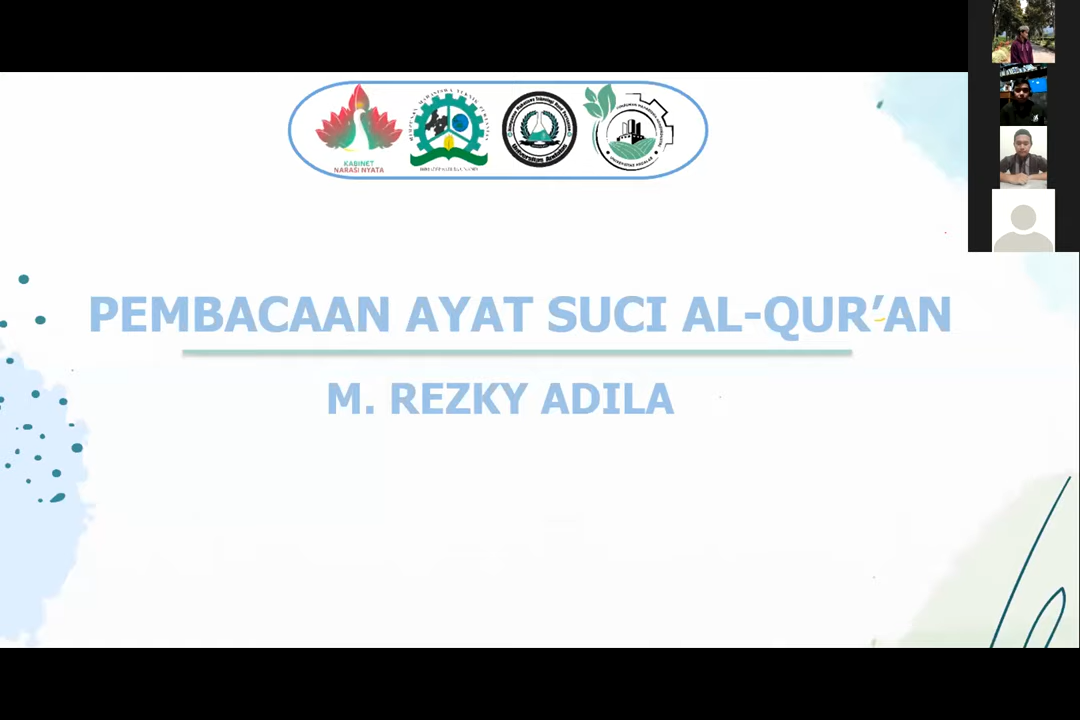 KABINET
NARASI NYATA
PEMBACAAN AYAT SUCI AL-QUR’AN
M. REZKY ADILA